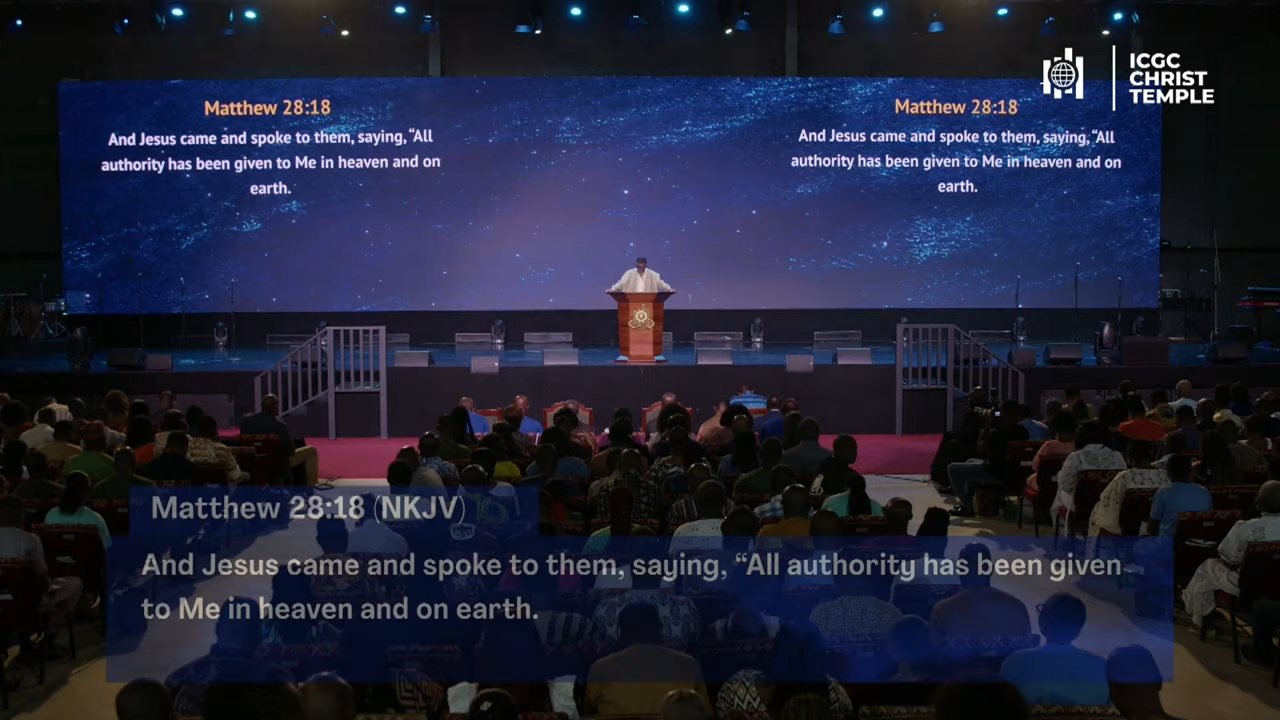 ICGC
CHRIST
TEMPLE
Matthew 28:18
And Jesus came and spoke to them, saying, “All
authority has been given to Me in heaven and on
earth.
Matthew 28:18
And Jesus came and spoke to them, saying, “All
authority has been given to Me in heaven and on
earth.
Matthew 28:18 (NKJV)
And Jesus came and spoke to them, saying, “All authority has been given
to Me in heaven and on earth.